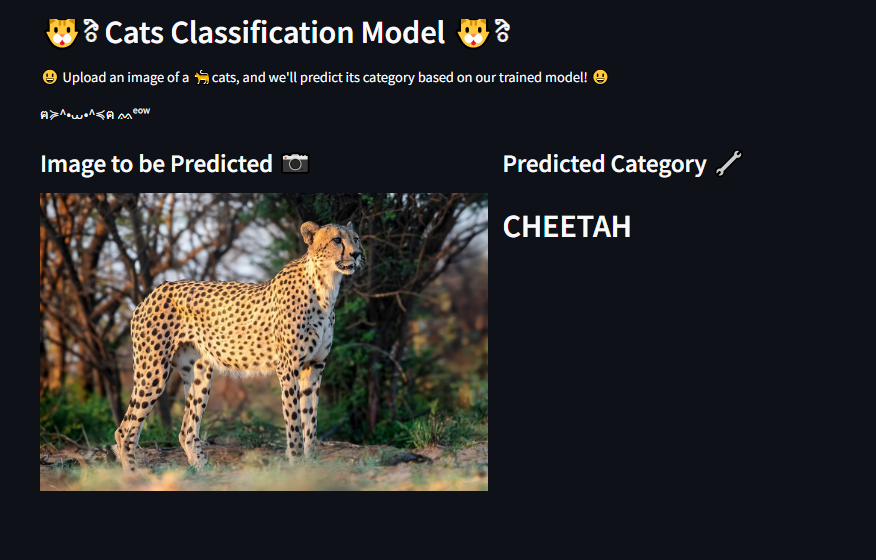 🐯ྀིCats Classification Model 🐯ྀི
😃 Upload an image of a 🐆 cats, and we'll predict its category based on our trained model! 😃
ฅ≽^•⩊•^≼ฅ ᨐᵉᵒʷ
Image to be Predicted 📷
Predicted Category 🔧
CHEETAH